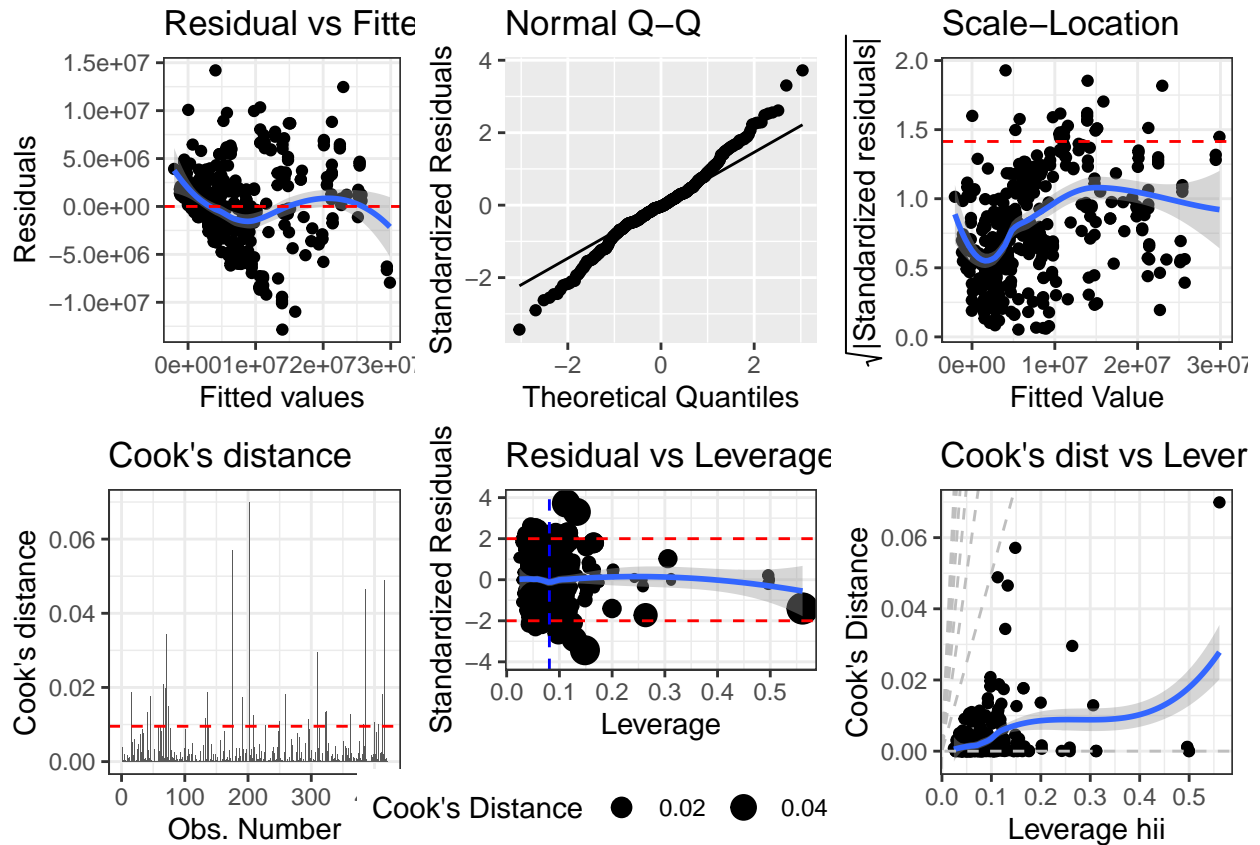 Residual vs Fitte
Residuals
1.5e+07
1.0e+07
5.0e+06
0.0e+00
−5.0e+06
−1.0e+07
0e+001e+072e+073e+07
Fitted values
Normal Q−Q
Standardized Residuals
4
2
0
−2
−2
0
2
Theoretical Quantiles
Scale−Location
√|Standardized residuals|
2.0
1.5
1.0
0.5
0.0
0e+00
1e+07
2e+07
3e+07
Fitted Value
Cook's distance
Cook's distance
0.06
0.04
0.02
0.00
0
100
200
300
Obs. Number
Residual vs Leverage
Standardized Residuals
4
2
0
−2
−4
0.0
0.1
0.2
0.3
0.4
0.5
Leverage
Cook's Distance
0.02
0.04
Cook's dist vs Lever
Cook's Distance
0.06
0.04
0.02
0.00
0.0
0.1
0.2
0.3
0.4
0.5
Leverage hii